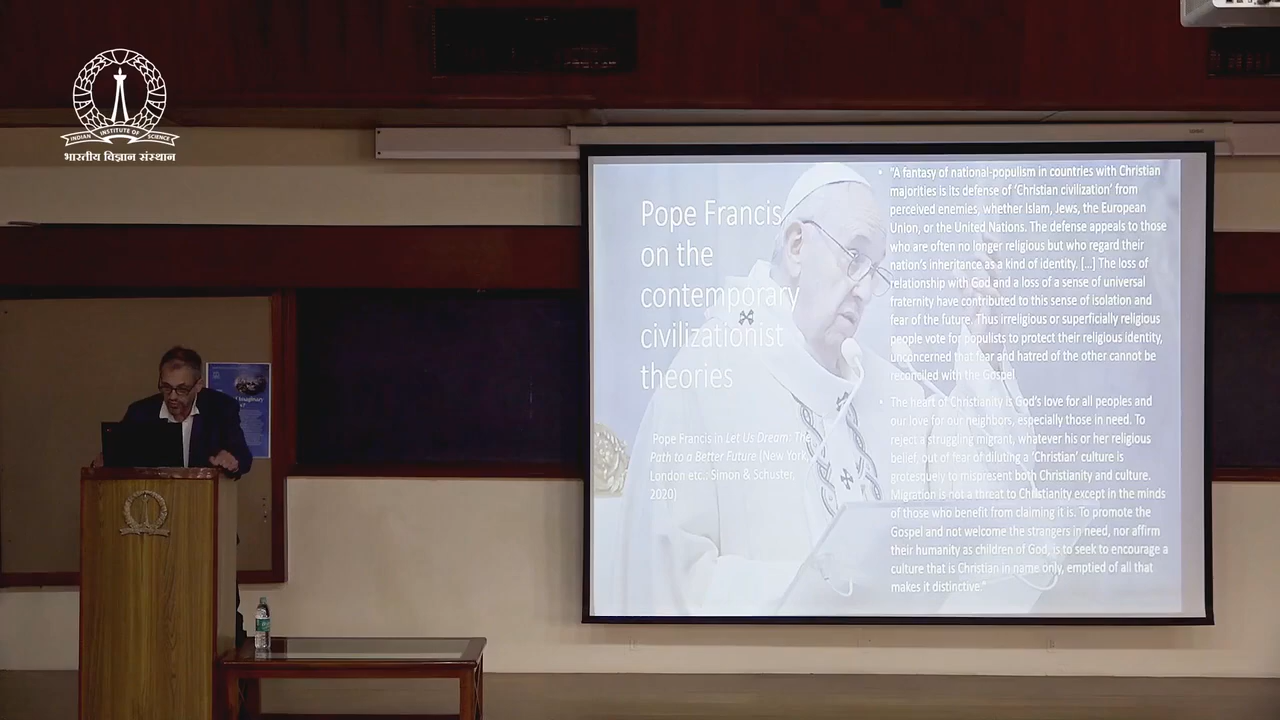 INDIAN INSTITUTE OF SCIENCE
भारतीय विज्ञान संस्थान
Pope Francis
on the
contemporary
civilizationist
theories
Pope Francis in Let Us Dream: The
Path to a Better Future (New York,
London etc.: Simon & Schuster,
2020)
• "A fantasy of national-populism in countries with Christian
majorities is its defense of 'Christian civilization' from
perceived enemies, whether Islam, Jews, the European
Union, or the United Nations. The defense appeals to those
who are often no longer religious but who regard their
nation's inheritance as a kind of identity. [...] The loss of
relationship with God and a loss of a sense of universal
fraternity have contributed to this sense of isolation and
fear of the future. Thus irreligious or superficially religious
people vote for populists to protect their religious identity,
unconcerned that fear and hatred of the other cannot be
reconciled with the Gospel
• The heart of Christianity is God's love for all peoples and
our love for our neighbors, especially those in need. To
reject a struggling migrant, whatever his or her religious
belief, out of fear of diluting a 'Christian' culture is
grotesquely to misrepresent both Christianity and culture.
Migration is not a threat to Christianity except in the minds
of those who benefit from claiming it is. To promote the
Gospel and not welcome the strangers in need, nor affirm
their humanity as children of God, is to seek to encourage a
culture that is Christian in name only, emptied of all that
makes it distinctive."
Imaginary